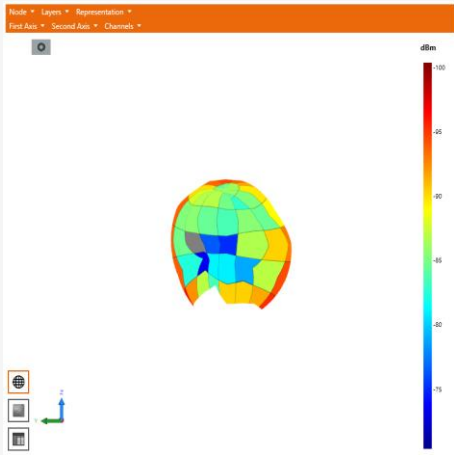 Node Layers Representation
First Axis Second Axis Channels
dBm
-100
-95
-90
-85
-80
-75
Z
Y